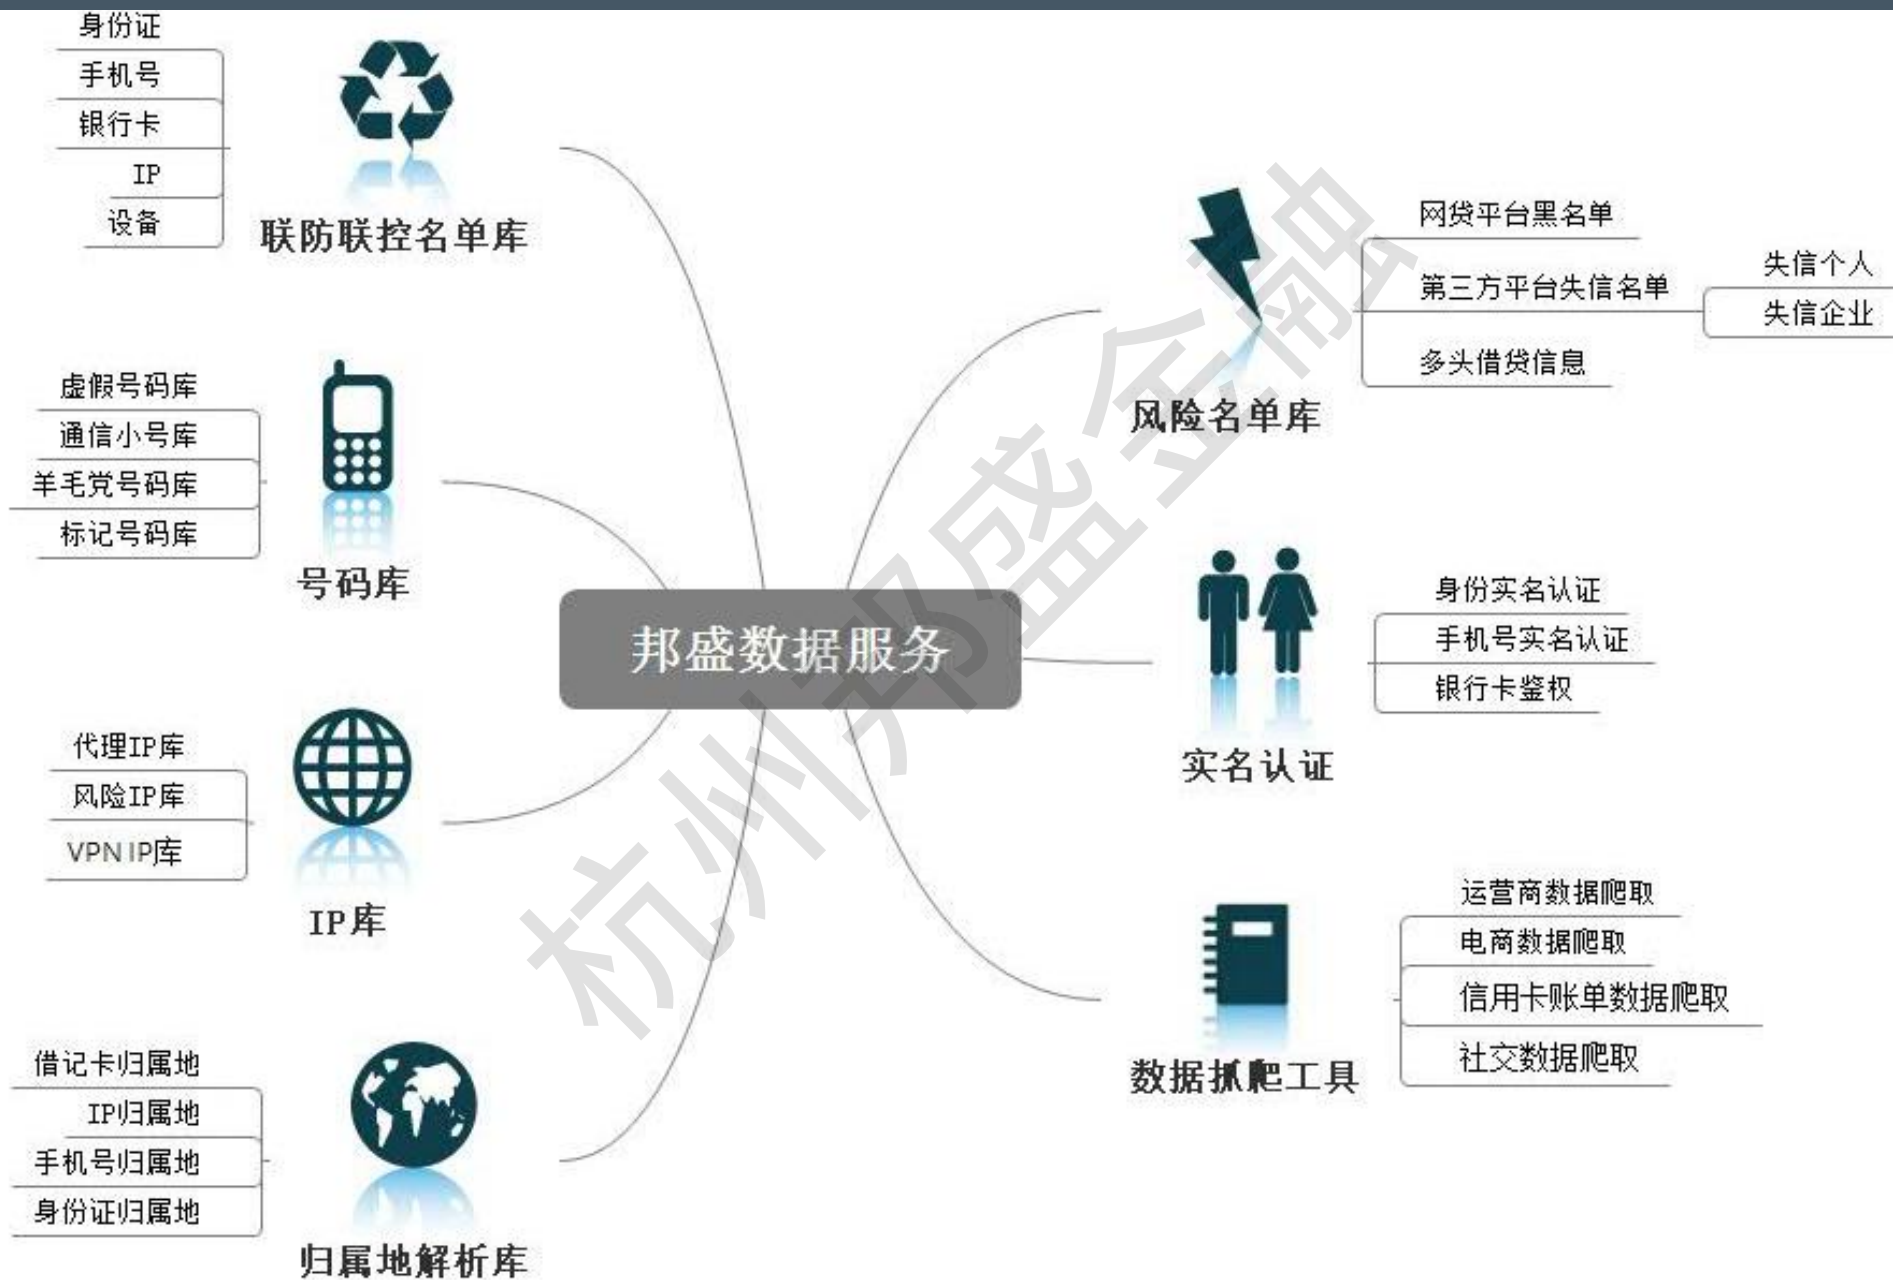 身份证
手机号
银行卡
IP
设备
联防联控名单库
虚假号码库
通信小号库
羊毛党号码库
标记号码库
号码库
代理IP库
风险IP库
VPN IP库
IP库
借记卡归属地
IP归属地
手机号归属地
身份证归属地
归属地解析库
邦盛数据服务
网贷平台黑名单
第三方平台失信名单
失信个人
失信企业
多头借贷信息
风险名单库
身份实名认证
手机号实名认证
银行卡鉴权
实名认证
运营商数据爬取
电商数据爬取
信用卡账单数据爬取
社交数据爬取
数据抓爬工具
杭州邦盛金融